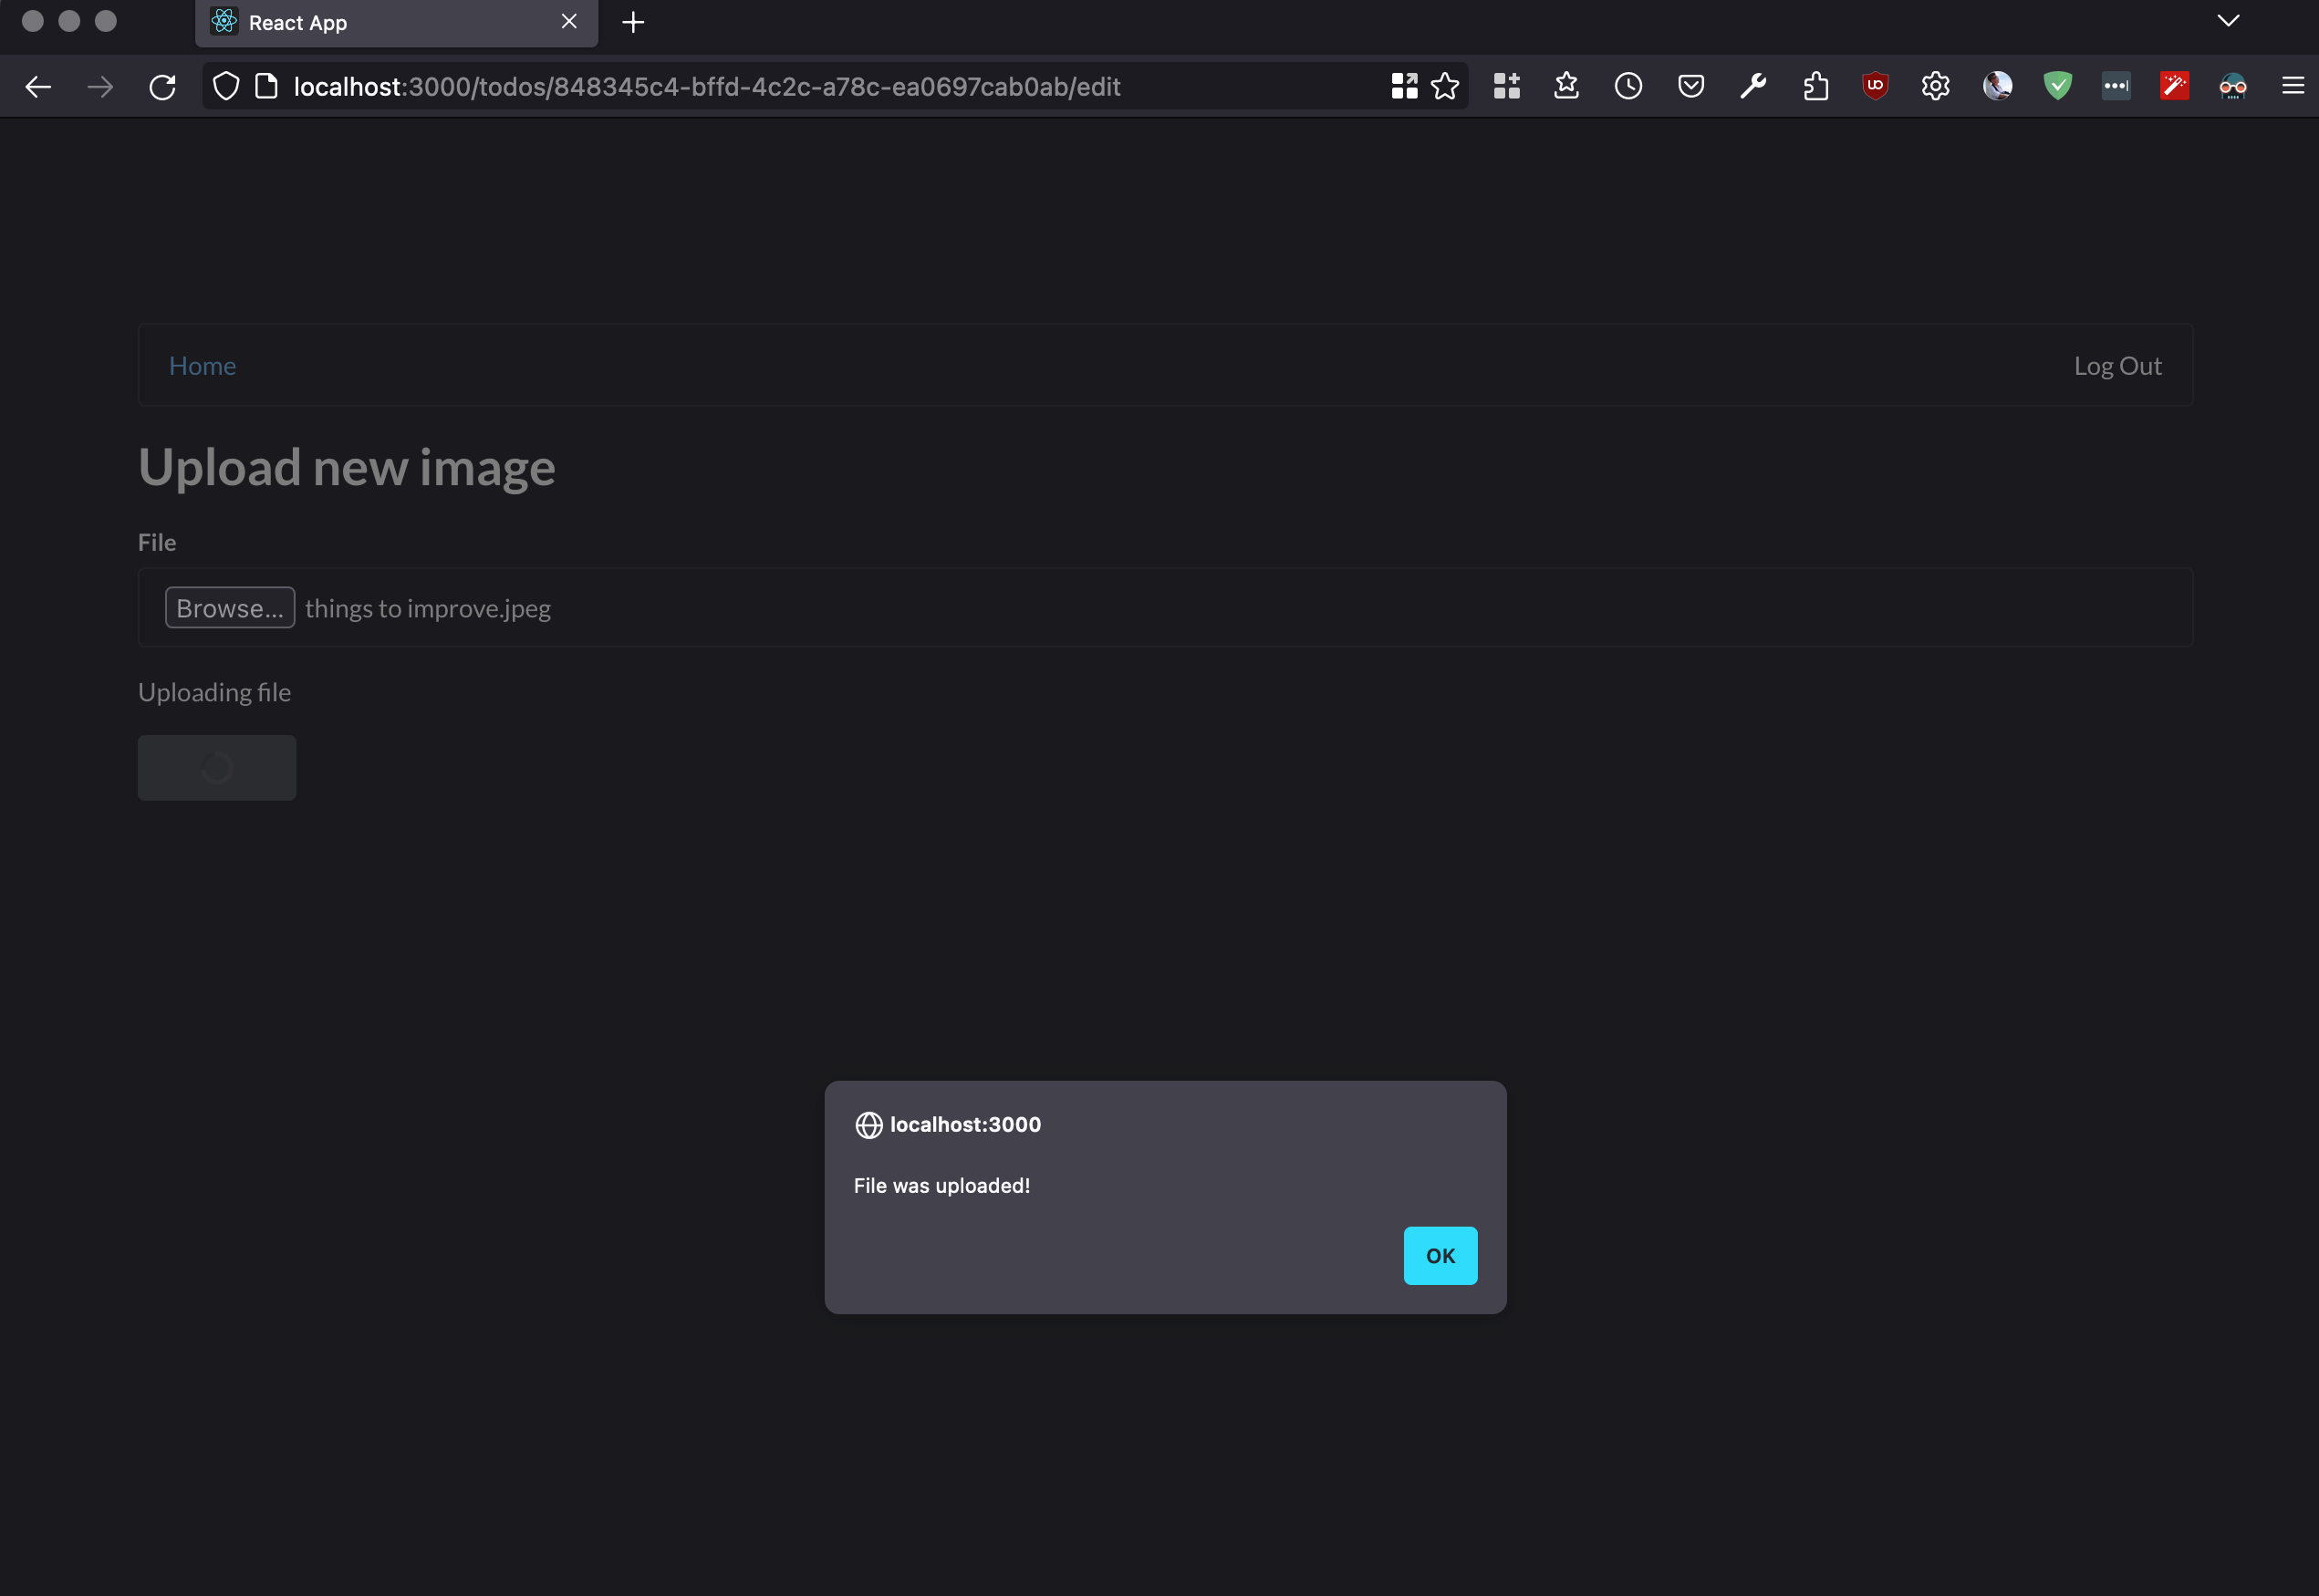 React App
localhost:3000/todos/848345c4-bffd-4c2c-a78c-ea0697cab0ab/edit
Home
Log Out
Upload new image
File
Browse... things to improve.jpeg
Uploading file
localhost:3000
File was uploaded!
OK